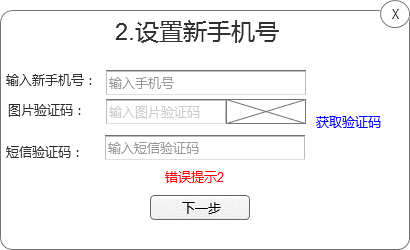 X
2.设置新手机号
输入新手机号： 输入手机号
图片验证码： 输入图片验证码
获取验证码
短信验证码： 输入短信验证码
错误提示2
下一步